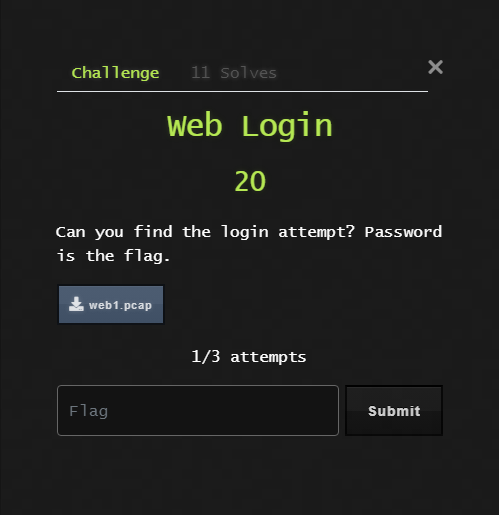 Challenge 11 Solves ×
Web Login
20
Can you find the login attempt? Password
is the flag.
web1.pcap
1/3 attempts
Flag Submit